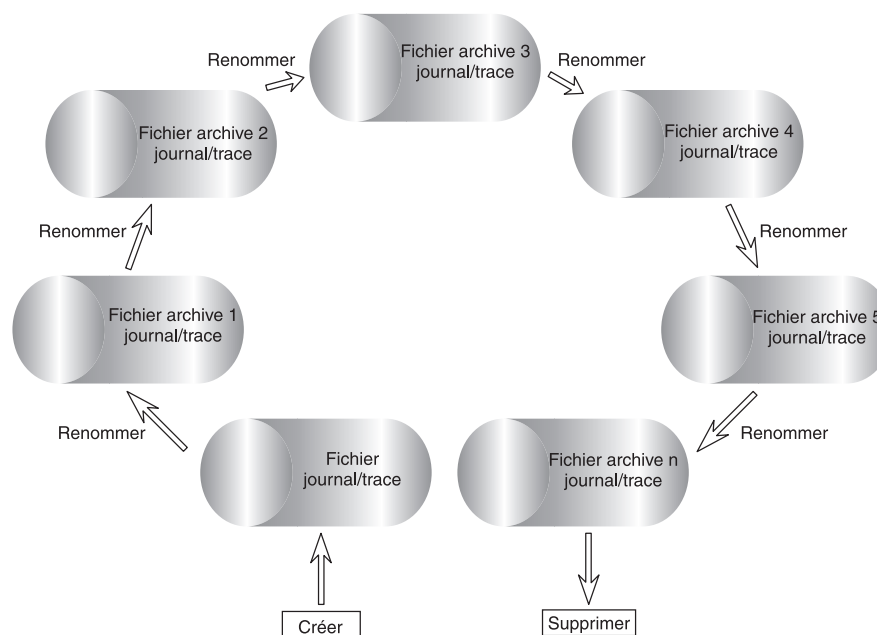 Renommer
Fichier archive 3
journal/trace
Renommer
Fichier archive 2
journal/trace
Fichier archive 4
journal/trace
Renommer
Renommer
Fichier archive 1
journal/trace
Fichier archive 5
journal/trace
Renommer
Renommer
Fichier
journal/trace
Fichier archive n
journal/trace
Créer
Supprimer